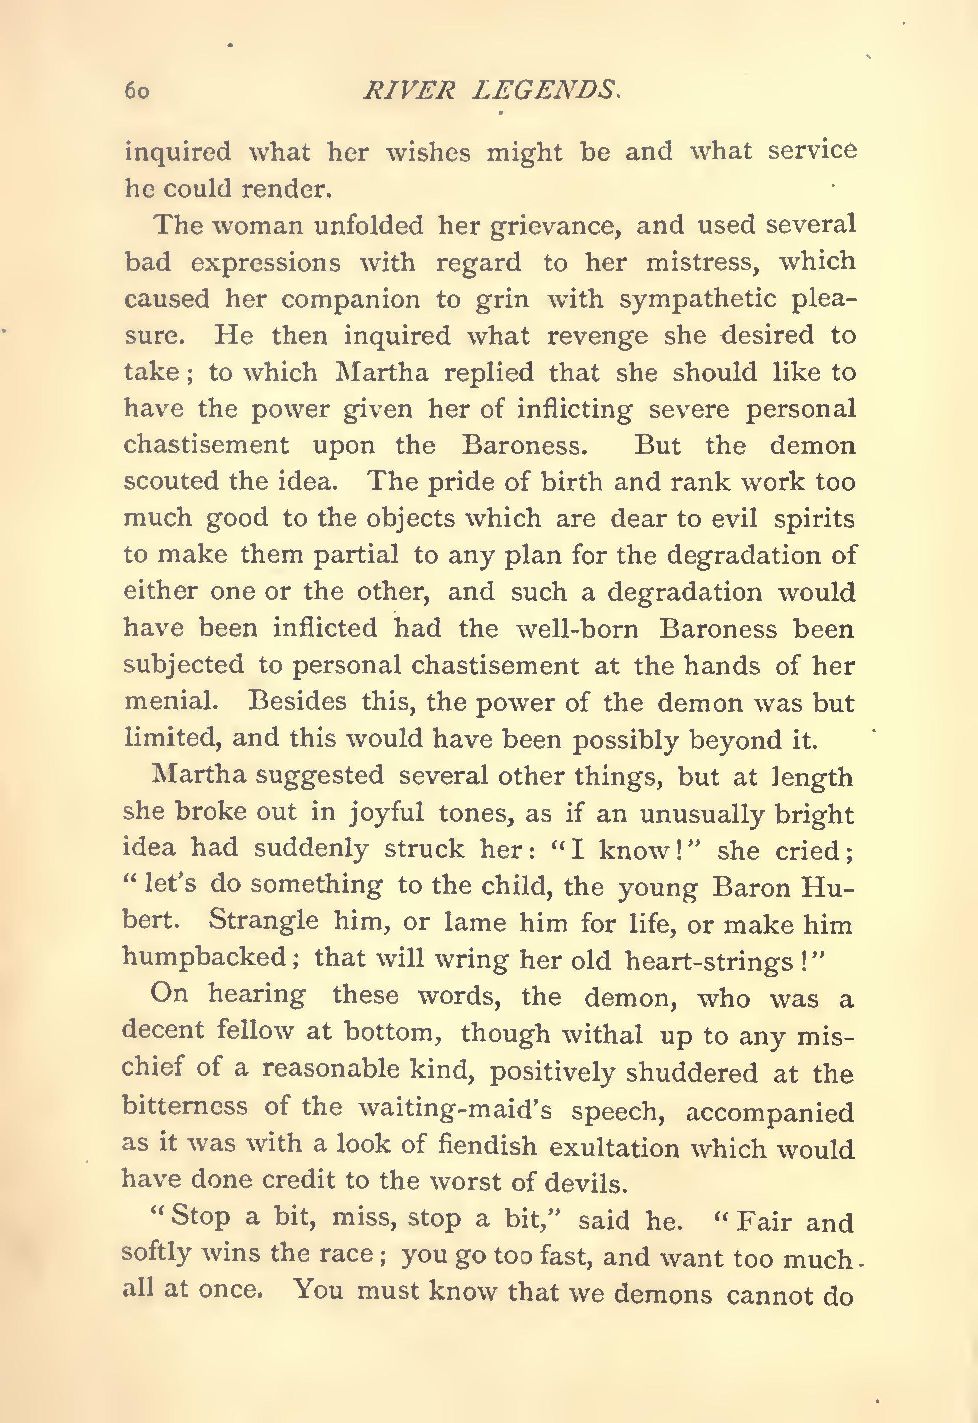 60 RIVER LEGENDS.
inquired what her wishes might be and what service
he could render.
The woman unfolded her grievance, and used several
bad expressions with regard to her mistress, which
caused her companion to grin with sympathetic plea-
sure. He then inquired what revenge she desired to
take; to which Martha replied that she should like to
have the power given her of inflicting severe personal
chastisement upon the Baroness. But the demon
scouted the idea. The pride of birth and rank work too
much good to the objects which are dear to evil spirits
to make them partial to any plan for the degradation of
either one or the other, and such a degradation would
have been inflicted had the well-born Baroness been
subjected to personal chastisement at the hands of her
menial. Besides this, the power of the demon was but
limited, and this would have been possibly beyond it.
Martha suggested several other things, but at length
she broke out in joyful tones, as if an unusually bright
idea had suddenly struck her: "I know!" she cried;
"let's do something to the child, the young Baron Hu-
bert. Strangle him, or lame him for life, or make him
humpbacked; that will wring her old heart-strings!"
On hearing these words, the demon, who was a
decent fellow at bottom, though withal up to any mis-
chief of a reasonable kind, positively shuddered at the
bitterness of the waiting-maid's speech, accompanied
as it was with a look of fiendish exultation which would
have done credit to the worst of devils.
"Stop a bit, miss, stop a bit," said he. "Fair and
softly wins the race; you go too fast, and want too much
all at once. You must know that we demons cannot do